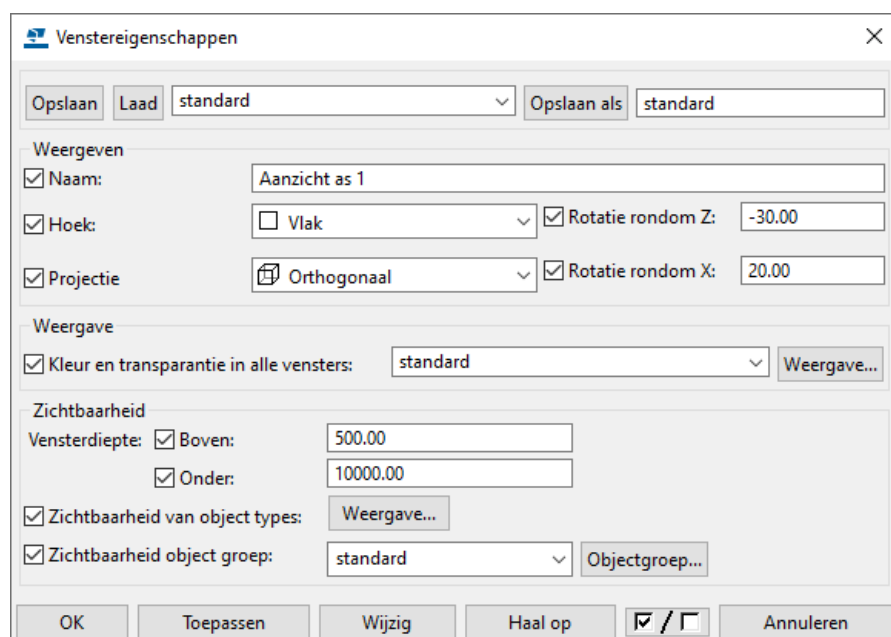 Venstereigenschappen
Opslaan Laad standard Opslaan als standard
Weergeven
Naam: Aanzicht as 1
Hoek: Vlak Rotatie rondom Z: -30.00
Projectie Orthogonaal Rotatie rondom X: 20.00
Weergave
Kleur en transparantie in alle vensters: standard Weergave...
Zichtbaarheid
Vensterdiepte: Boven: 500.00
Onder: 10000.00
Zichtbaarheid van object types: Weergave...
Zichtbaarheid object groep: standard Objectgroep...
OK Toepassen Wijzig Haal op / Annuleren